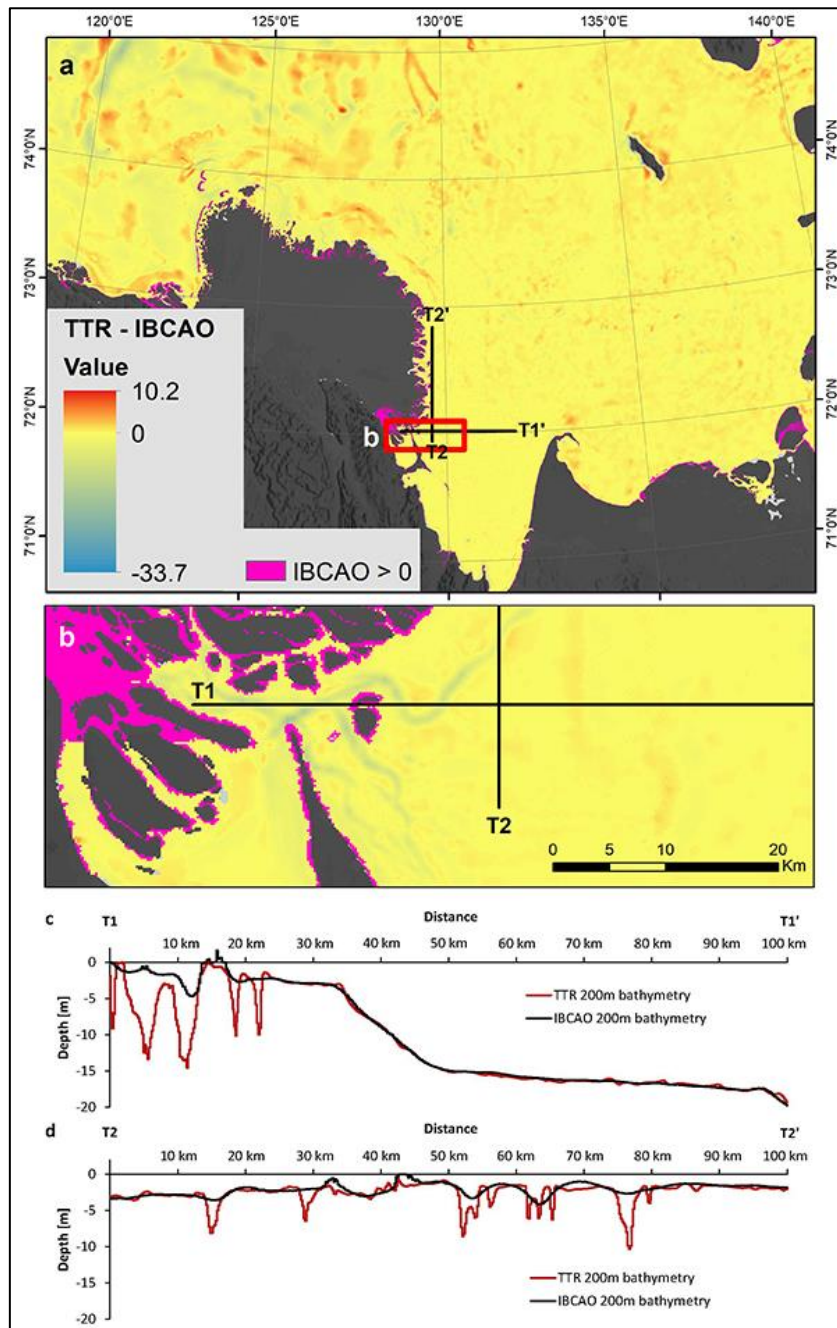 120°0'E 125°0'E 130°0'E 135°0'E 140°0'E
a
74°0'N 74°0'N
73°0'N 73°0'N
72°0'N 72°0'N
71°0'N 71°0'N
T2'
T1'
b T2
TTR - IBCAO
Value
10.2
0
-33.7
IBCAO > 0
b
T1
T2
0 5 10 20
Km
c T1 Distance T1'
10 km 20 km 30 km 40 km 50 km 60 km 70 km 80 km 90 km 100 km
0
-5
-10
-15
-20
Depth [m]
TTR 200m bathymetry
IBCAO 200m bathymetry
d T2 Distance T2'
10 km 20 km 30 km 40 km 50 km 60 km 70 km 80 km 90 km 100 km
0
-5
-10
-15
-20
Depth [m]
TTR 200m bathymetry
IBCAO 200m bathymetry